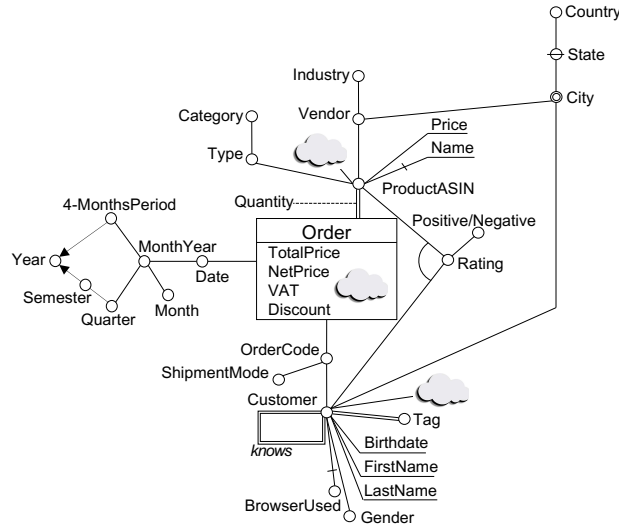 Country
State
City
Industry
Vendor
Category
Type
Price
Name
ProductASIN
Quantity
4-MonthsPeriod
Positive/Negative
Order
MonthYear
Year
Date
TotalPrice
NetPrice
VAT
Discount
Rating
Semester
Month
Quarter
OrderCode
ShipmentMode
Customer
Tag
knows
Birthdate
FirstName
LastName
BrowserUsed
Gender